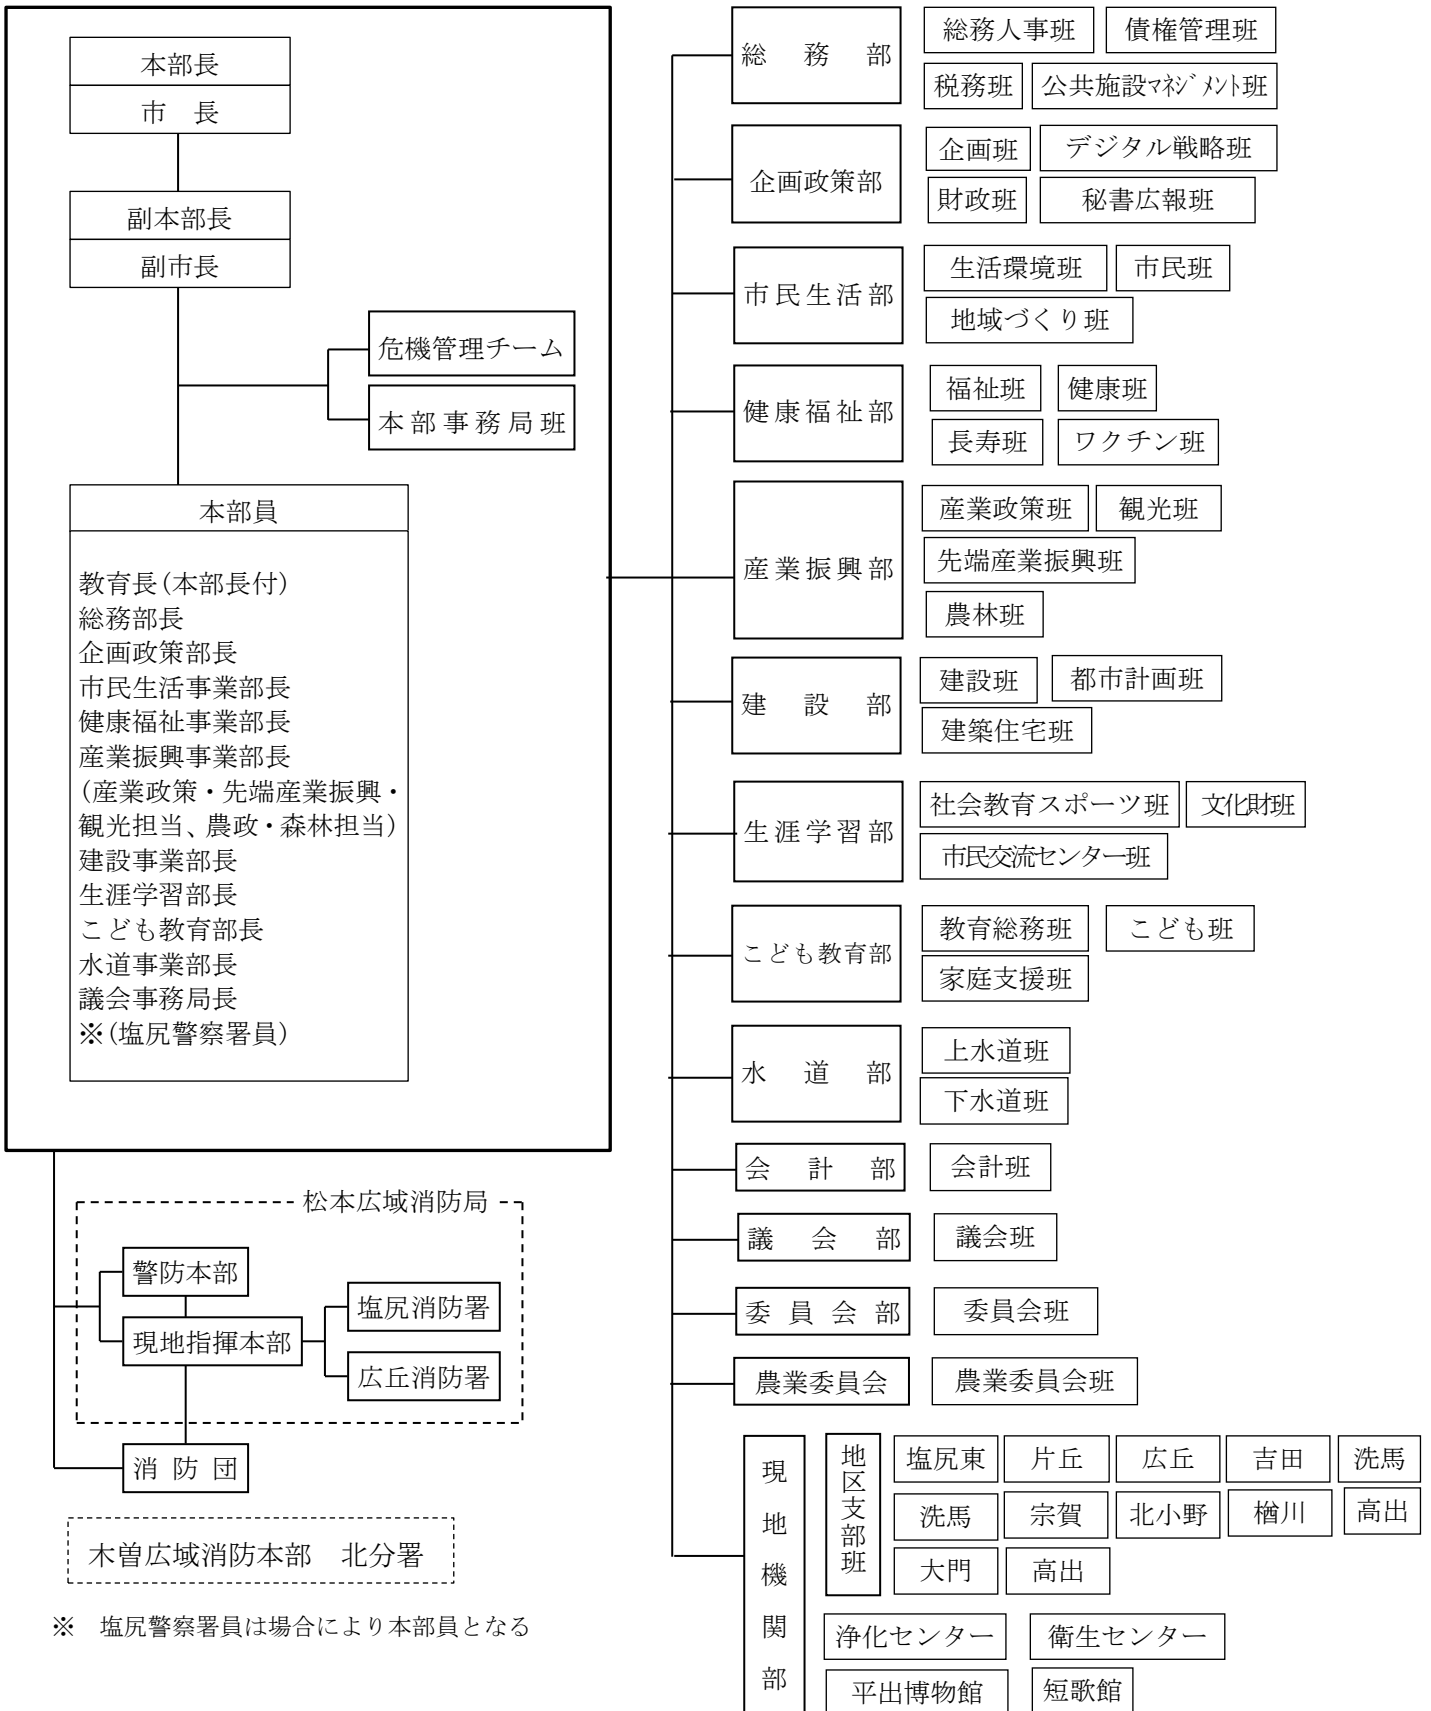 本部長
市　長
副本部長
副市長
危機管理チーム
本部事務局班
本部員
教育長(本部長付)
総務部長
企画政策部長
市民生活事業部長
健康福祉事業部長
産業振興事業部長
(産業政策・先端産業振興・
観光担当、農政・森林担当)
建設事業部長
生涯学習部長
こども教育部長
水道事業部長
議会事務局長
※(塩尻警察署員)
松本広域消防局
警防本部
現地指揮本部
塩尻消防署
広丘消防署
消防団
木曽広域消防本部　北分署
※　塩尻警察署員は場合により本部員となる
総務部
総務人事班 債権管理班
税務班 公共施設ﾏﾈｼﾞﾒﾝﾄ班
企画政策部
企画班 デジタル戦略班
財政班 秘書広報班
市民生活部
生活環境班 市民班
地域づくり班
健康福祉部
福祉班 健康班
長寿班 ワクチン班
産業振興部
産業政策班 観光班
先端産業振興班
農林班
建設部
建設班 都市計画班
建築住宅班
生涯学習部
社会教育スポーツ班 文化財班
市民交流センター班
こども教育部
教育総務班 こども班
家庭支援班
水道部
上水道班
下水道班
会計部
会計班
議会部
議会班
委員会部
委員会班
農業委員会
農業委員会班
現地機関部
地区支部班
塩尻東 片丘 広丘 吉田 洗馬
洗馬 宗賀 北小野 楢川 高出
大門 高出
浄化センター 衛生センター
平出博物館 短歌館